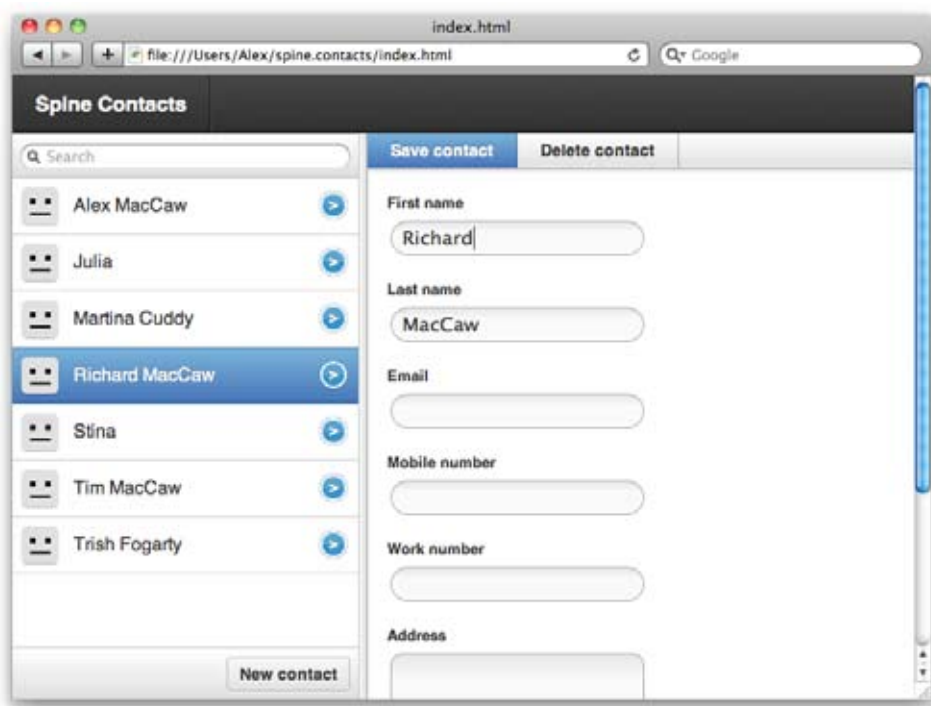 index.html
file:///Users/Alex/spine.contacts/index.html
Google
Spine Contacts
Search
Alex MacCaw
Julia
Martina Cuddy
Richard MacCaw
Stina
Tim MacCaw
Trish Fogarty
New contact
Save contact
Delete contact
First name
Richard
Last name
MacCaw
Email
Mobile number
Work number
Address